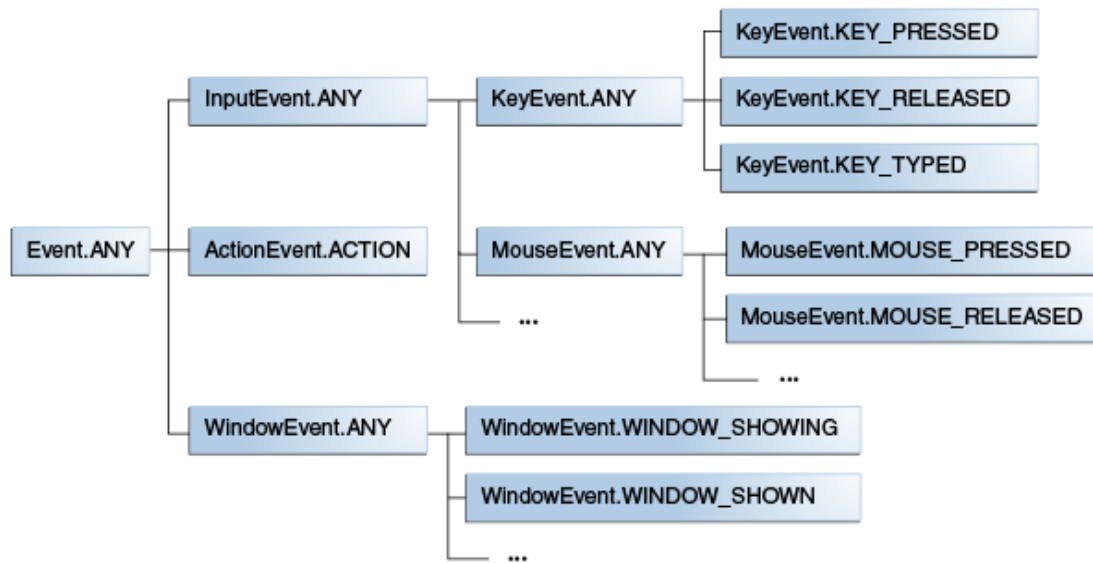 KeyEvent.KEY_PRESSED
InputEvent.ANY
KeyEvent.ANY
KeyEvent.KEY_RELEASED
KeyEvent.KEY_TYPED
Event.ANY
ActionEvent.ACTION
MouseEvent.ANY
MouseEvent.MOUSE_PRESSED
...
MouseEvent.MOUSE_RELEASED
...
WindowEvent.ANY
WindowEvent.WINDOW_SHOWING
WindowEvent.WINDOW_SHOWN
...